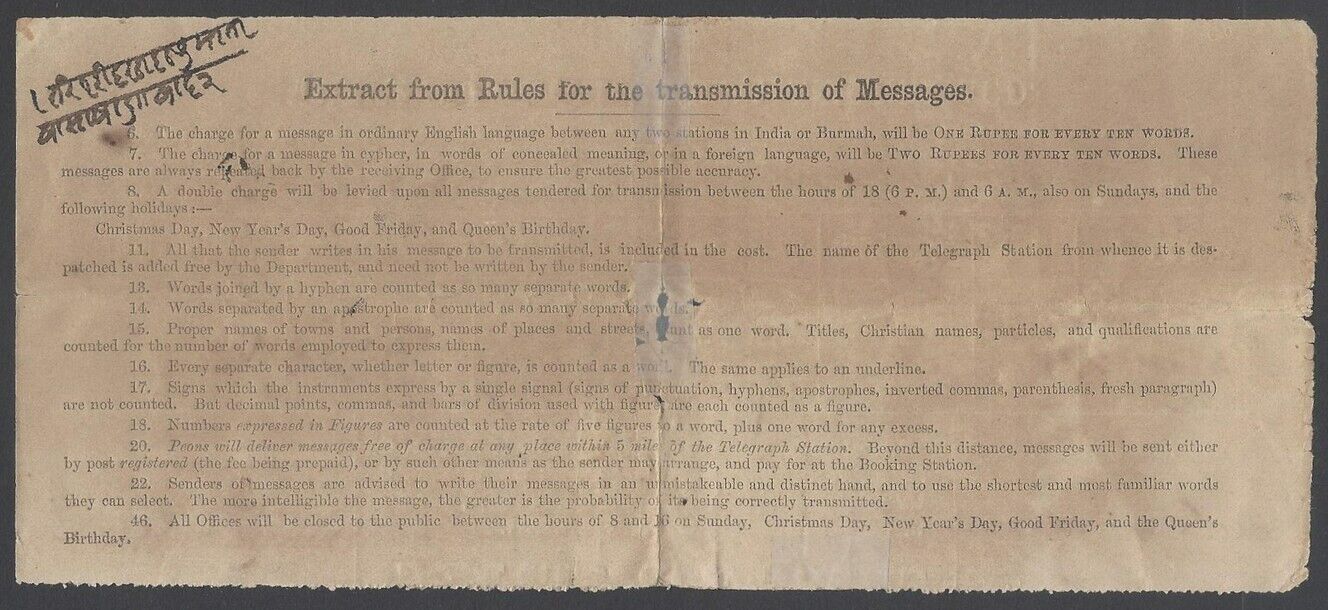 Extract from Rules for the transmission of Messages.
6. The charge for a message in ordinary English language between any two stations in India or Burmah, will be ONE RUPEE FOR EVERY TEN WORDS.
7. The charge for a message in cypher, in words of concealed meaning, or in a foreign language, will be TWO RUPEES FOR EVERY TEN WORDS. These
messages are always repeated back by the receiving Office, to ensure the greatest possible accuracy.
8. A double charge will be levied upon all messages tendered for transmission between the hours of 18 (6 P. M.) and 6 A. M., also on Sundays, and the
following holidays :—
Christmas Day, New Year's Day, Good Friday, and Queen's Birthday.
11. All that the sender writes in his message to be transmitted, is included in the cost. The name of the Telegraph Station from whence it is des-
patched is added free by the Department, and need not be written by the sender.
13. Words joined by a hyphen are counted as so many separate words.
14. Words separated by an apostrophe are counted as so many separate words.
15. Proper names of towns and persons, names of places and streets, count as one word. Titles, Christian names, particles, and qualifications are
counted for the number of words employed to express them.
16. Every separate character, whether letter or figure, is counted as a word. The same applies to an underline.
17. Signs which the instruments express by a single signal (signs of punctuation, hyphens, apostrophes, inverted commas, parenthesis, fresh paragraph)
are not counted. But decimal points, commas, and bars of division used with figures are each counted as a figure.
18. Numbers expressed in Figures are counted at the rate of five figures to a word, plus one word for any excess.
20. Peons will deliver messages free of charge at any place within 5 miles of the Telegraph Station. Beyond this distance, messages will be sent either
by post registered (the fee being prepaid), or by such other means as the sender may arrange, and pay for at the Booking Station.
22. Senders of messages are advised to write their messages in an unmistakeable and distinct hand, and to use the shortest and most familiar words
they can select. The more intelligible the message, the greater is the probability of its being correctly transmitted.
46. All Offices will be closed to the public between the hours of 8 and 16 on Sunday, Christmas Day, New Year's Day, Good Friday, and the Queen's
Birthday.